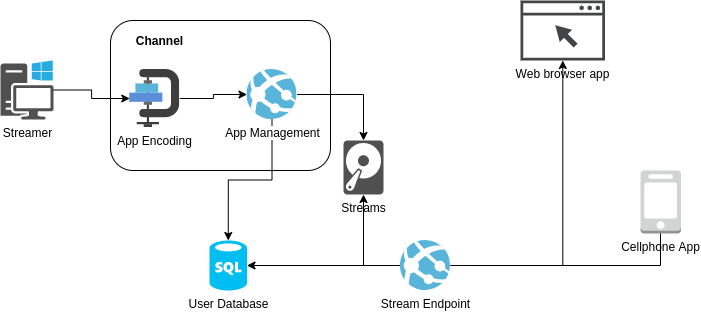 Channel
Streamer
App Encoding
App Management
Web browser app
Streams
Cellphone App
SQL
User Database
Stream Endpoint